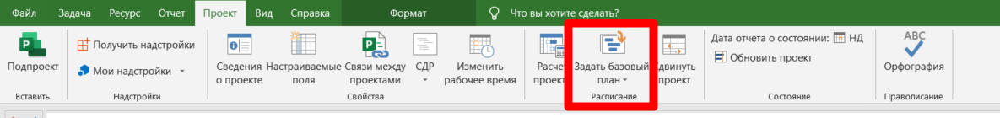 Файл Задача Ресурс Отчет Проект Вид Справка Формат Что вы хотите сделать?
Подпроект
Вставить
Получить надстройки
Мои надстройки
Надстройки
Сведения о проекте
Настраиваемые поля
Связи между проектами
СДР
Изменить рабочее время
Свойства
Задать базовый план
Сдвинуть проект
Расписание
Дата отчета о состоянии: НД
Обновить проект
Состояние
ABC
Орфография
Правописание